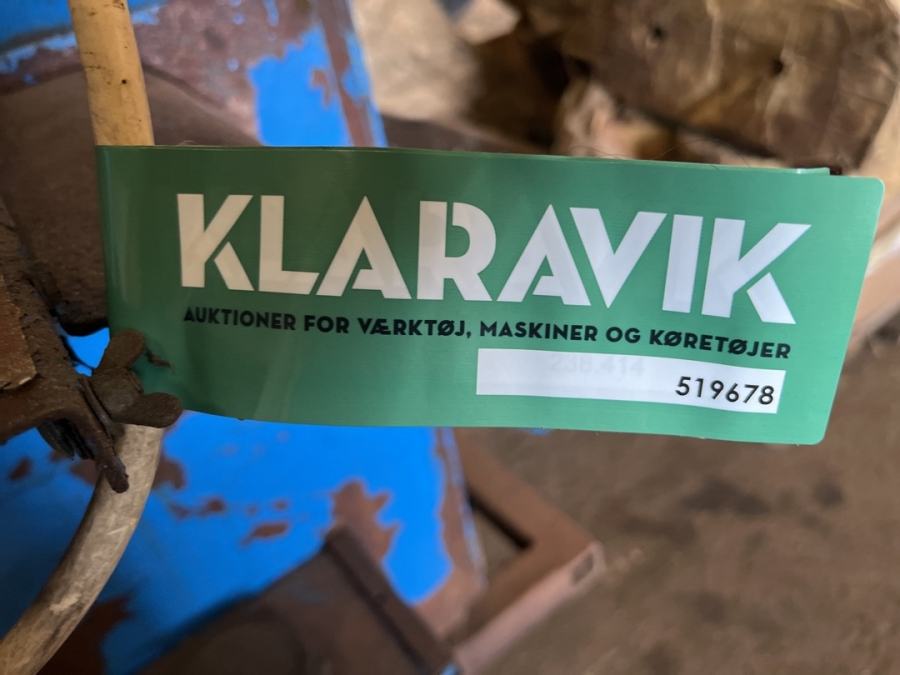 KLARAVIK
AUKTIONER FOR VÆRKTØJ, MASKINER OG KØRETØJER
519678